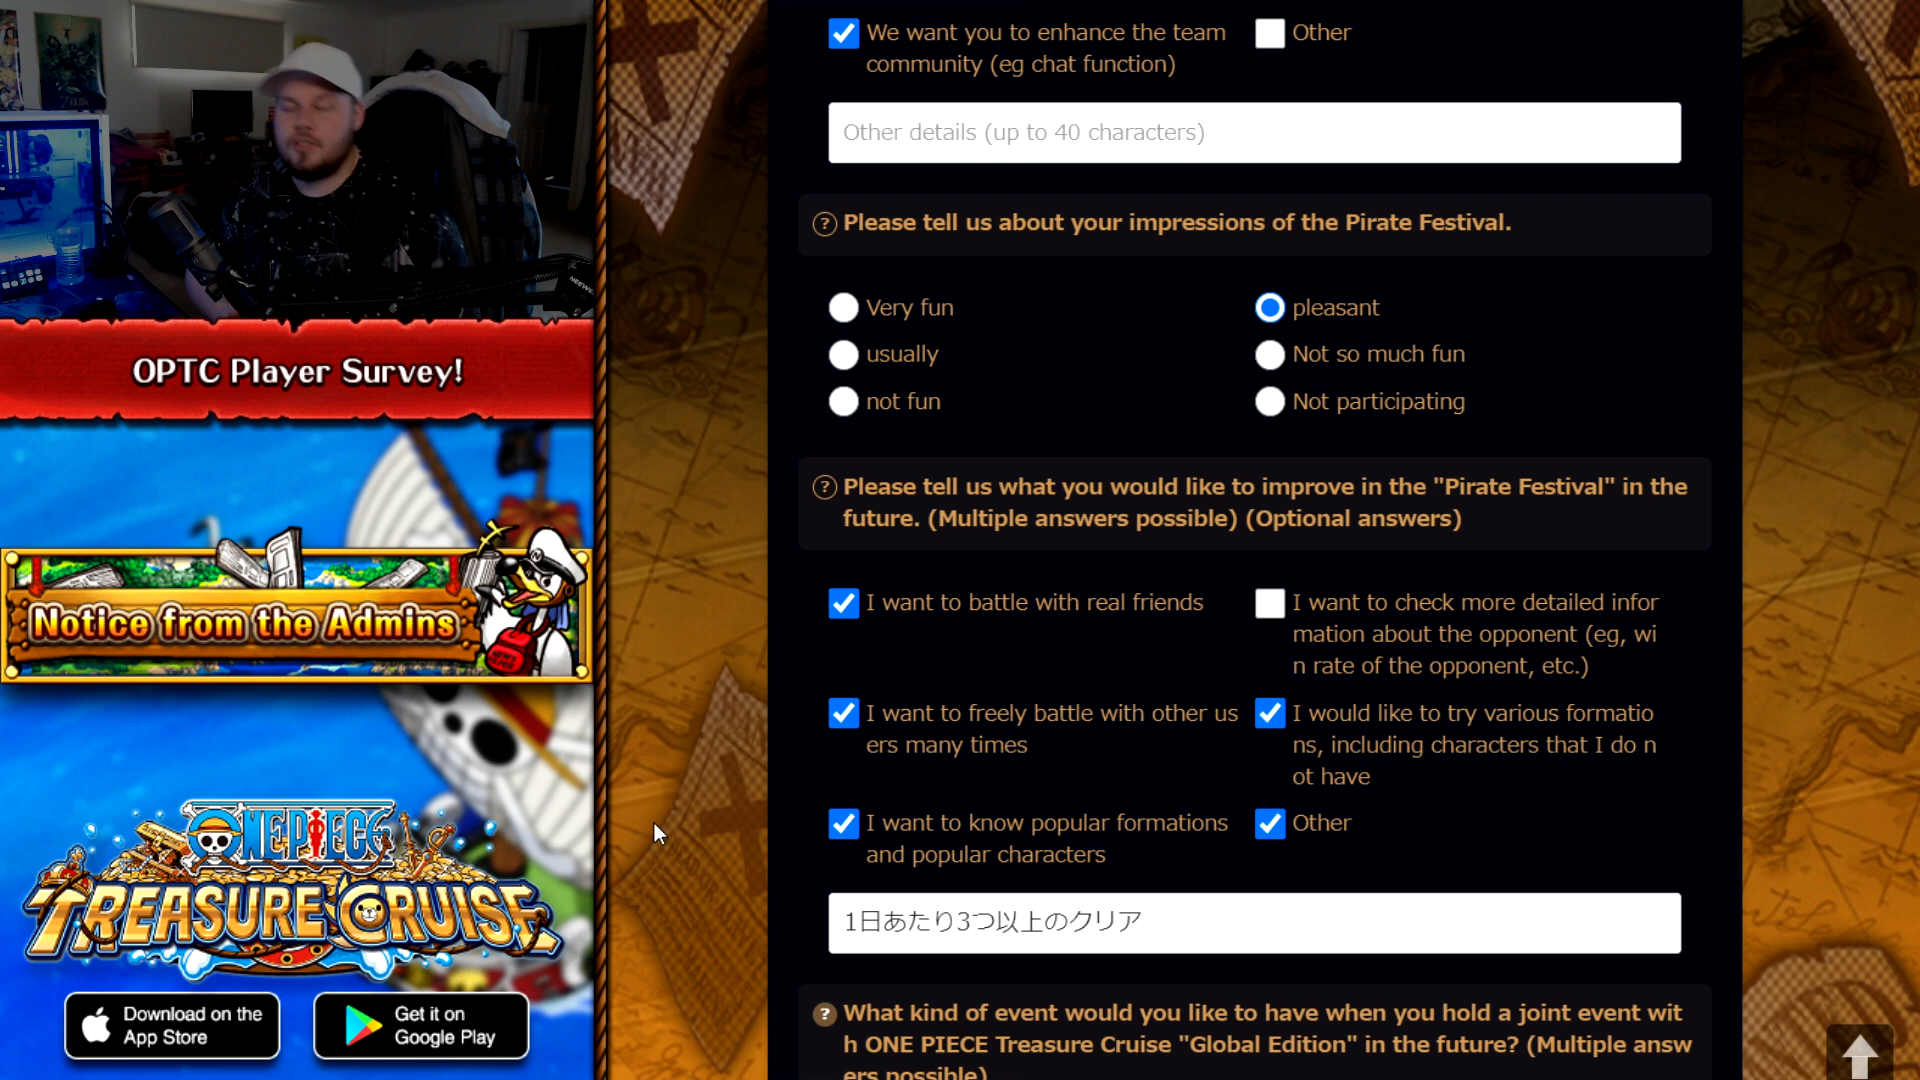 We want you to enhance the team
community (eg chat function)
Other
Other details (up to 40 characters)
Please tell us about your impressions of the Pirate Festival.
Very fun
pleasant
usually
Not so much fun
not fun
Not participating
Please tell us what you would like to improve in the "Pirate Festival" in the
future. (Multiple answers possible) (Optional answers)
I want to battle with real friends
I want to check more detailed infor
mation about the opponent (eg, wi
n rate of the opponent, etc.)
I want to freely battle with other us
ers many times
I would like to try various formatio
ns, including characters that I do n
ot have
I want to know popular formations
and popular characters
Other
1日あたり3つ以上のクリア
What kind of event would you like to have when you hold a joint event wit
h ONE PIECE Treasure Cruise "Global Edition" in the future? (Multiple answ
ers possible)
ZELDA
NEEWER
OPTC Player Survey!
Notice from the Admins
ONE PIECE
TREASURE CRUISE
Download on the
App Store
Get it on
Google Play